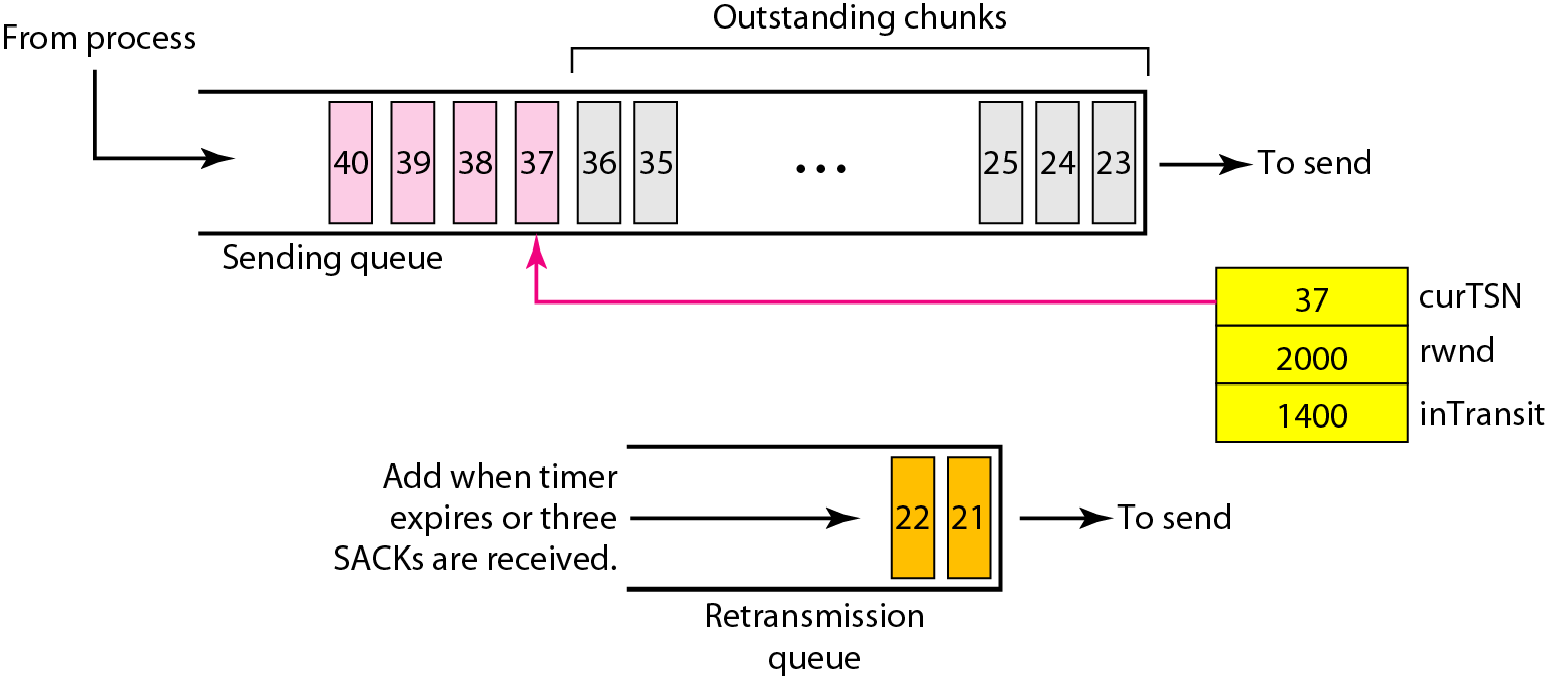 Outstanding chunks
From process
40 39 38 37 36 35 ... 25 24 23
To send
Sending queue
37 curTSN
2000 rwnd
1400 inTransit
Add when timer
expires or three
SACKs are received.
22 21
To send
Retransmission
queue